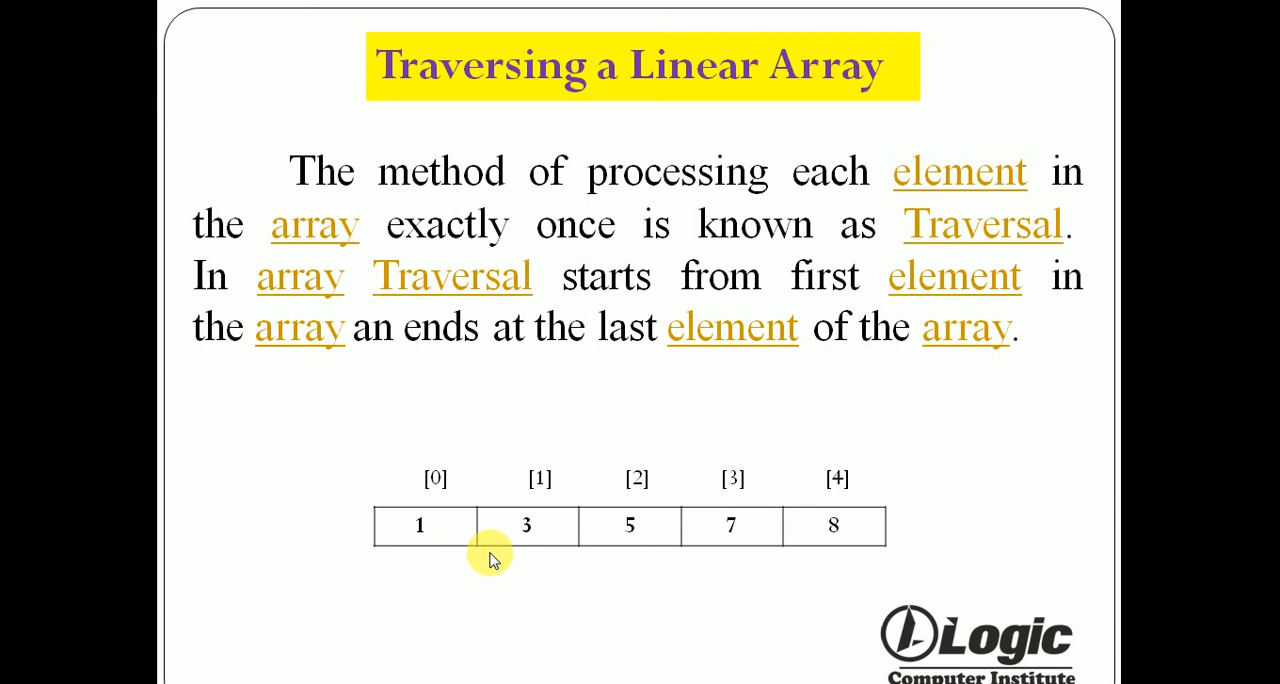 Traversing a Linear Array
The method of processing each element in
the array exactly once is known as Traversal.
In array Traversal starts from first element in
the array an ends at the last element of the array.
[0] [1] [2] [3] [4]
1 3 5 7 8
Logic
Computer Institute